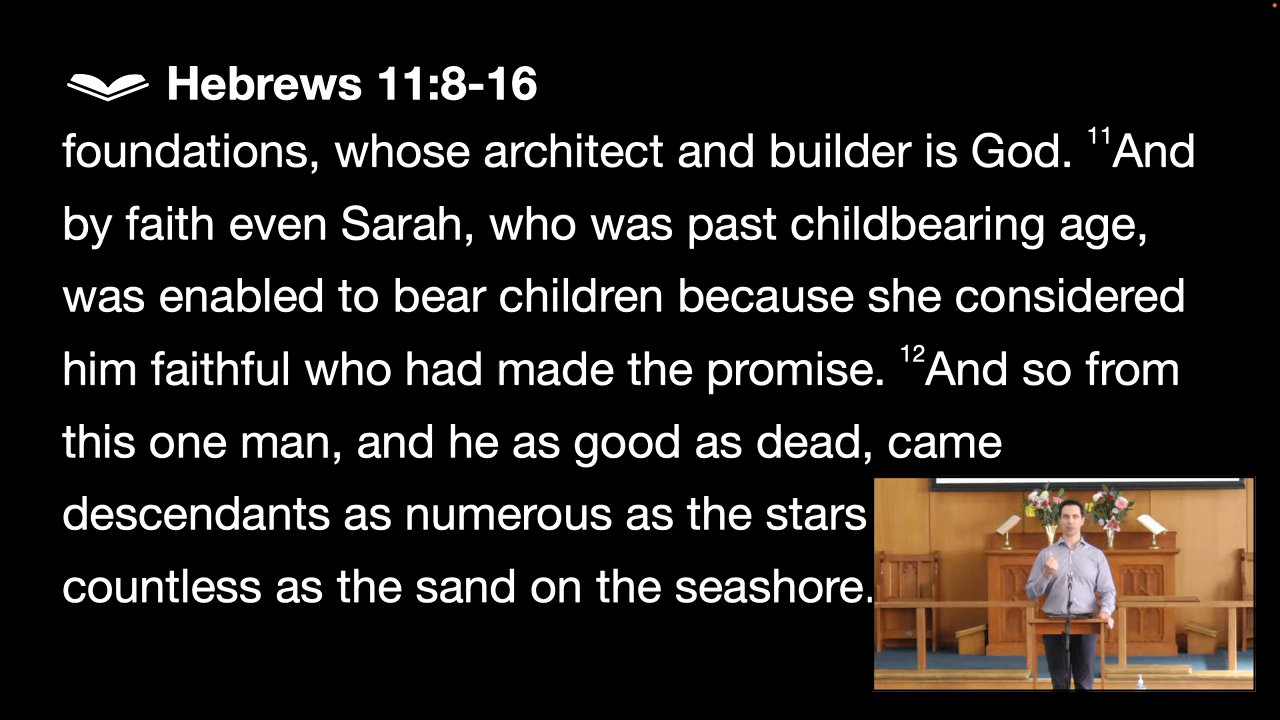 Hebrews 11:8-16
foundations, whose architect and builder is God. ¹¹And
by faith even Sarah, who was past childbearing age,
was enabled to bear children because she considered
him faithful who had made the promise. ¹²And so from
this one man, and he as good as dead, came
descendants as numerous as the stars
countless as the sand on the seashore.